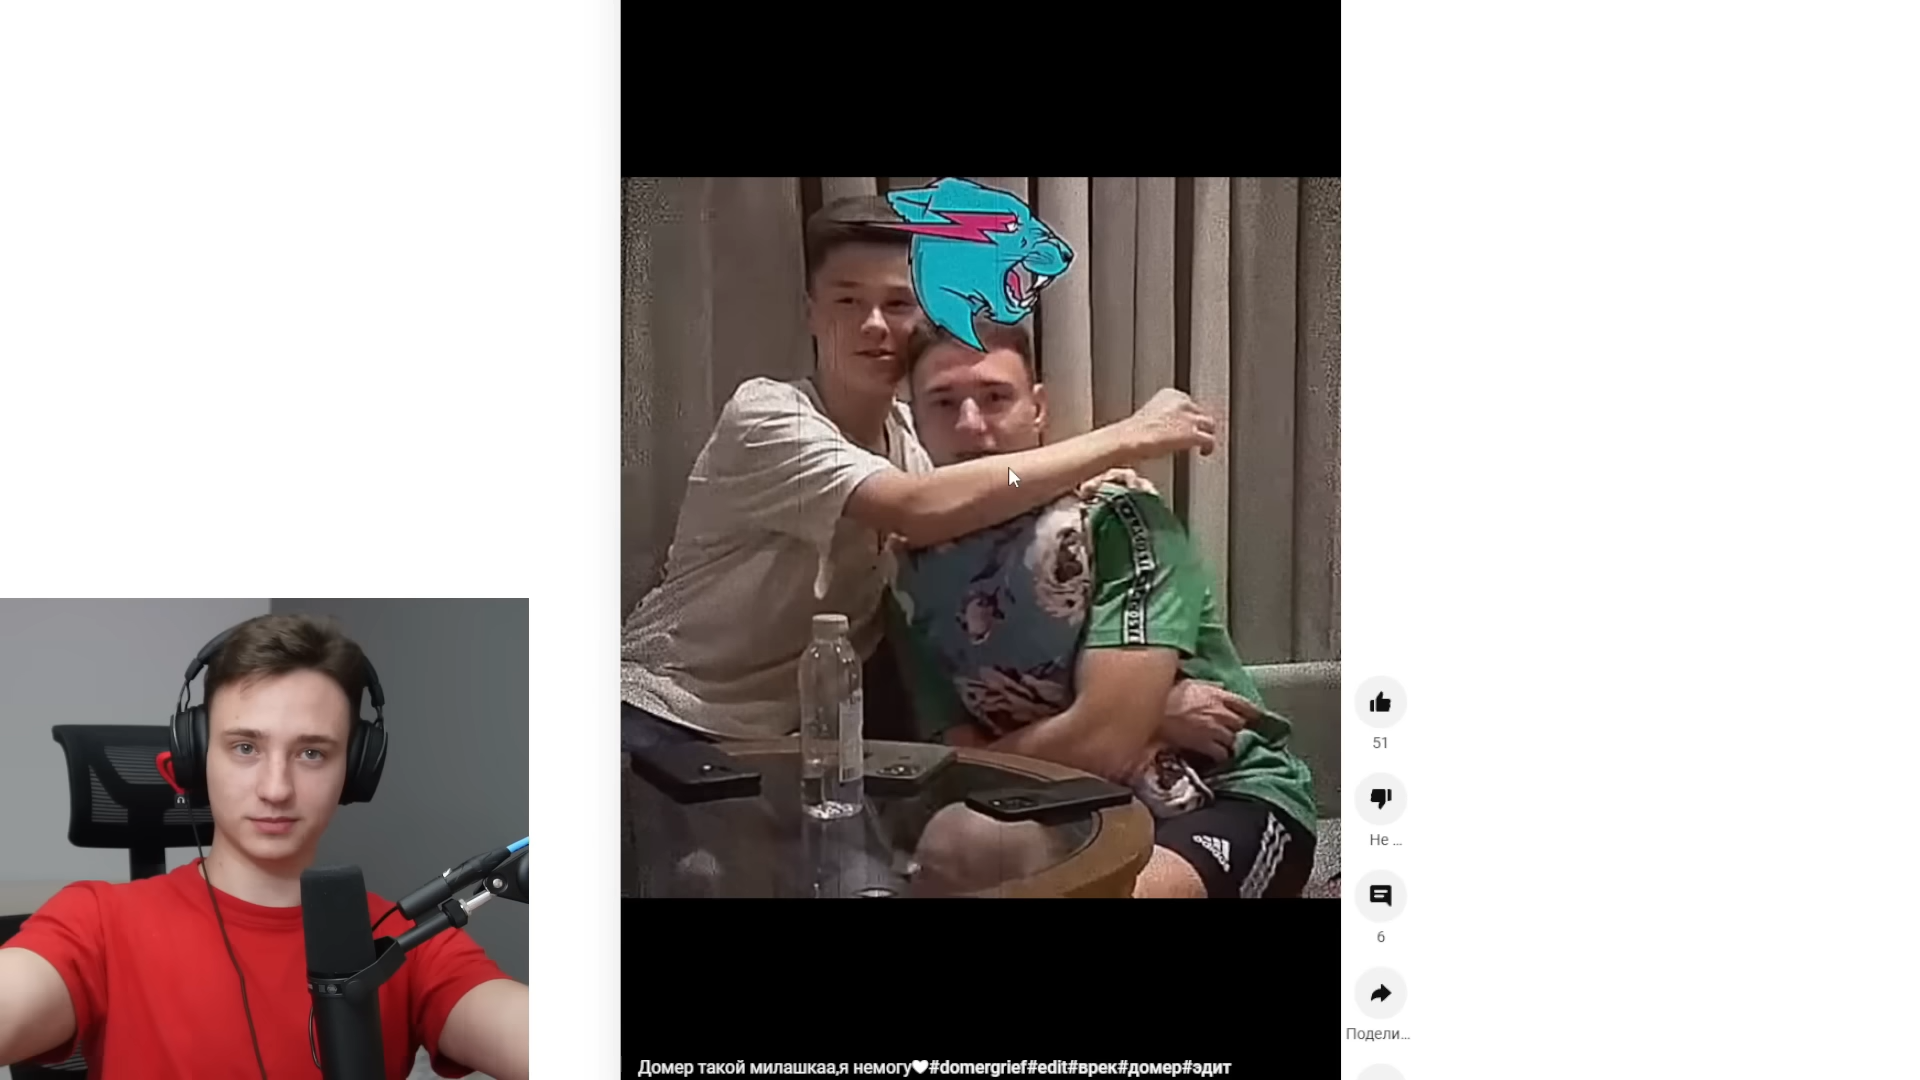 51
Не ...
6
Подели...
Домер такой милашкаа,я немогу🖤#domergrief#edit#врек#домер#эдит